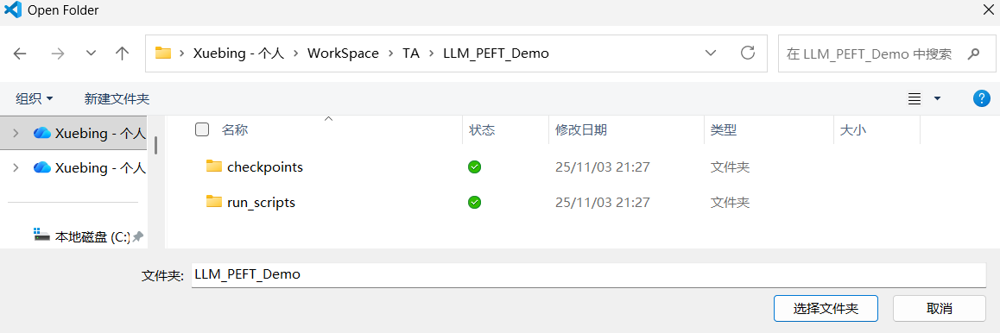 Open Folder
Xuebing - 个人 > WorkSpace > TA > LLM_PEFT_Demo
在 LLM_PEFT_Demo 中搜索
组织 新建文件夹
名称 状态 修改日期 类型 大小
Xuebing - 个人
checkpoints 25/11/03 21:27 文件夹
Xuebing - 个人
run_scripts 25/11/03 21:27 文件夹
本地磁盘 (C:)
文件夹: LLM_PEFT_Demo
选择文件夹 取消